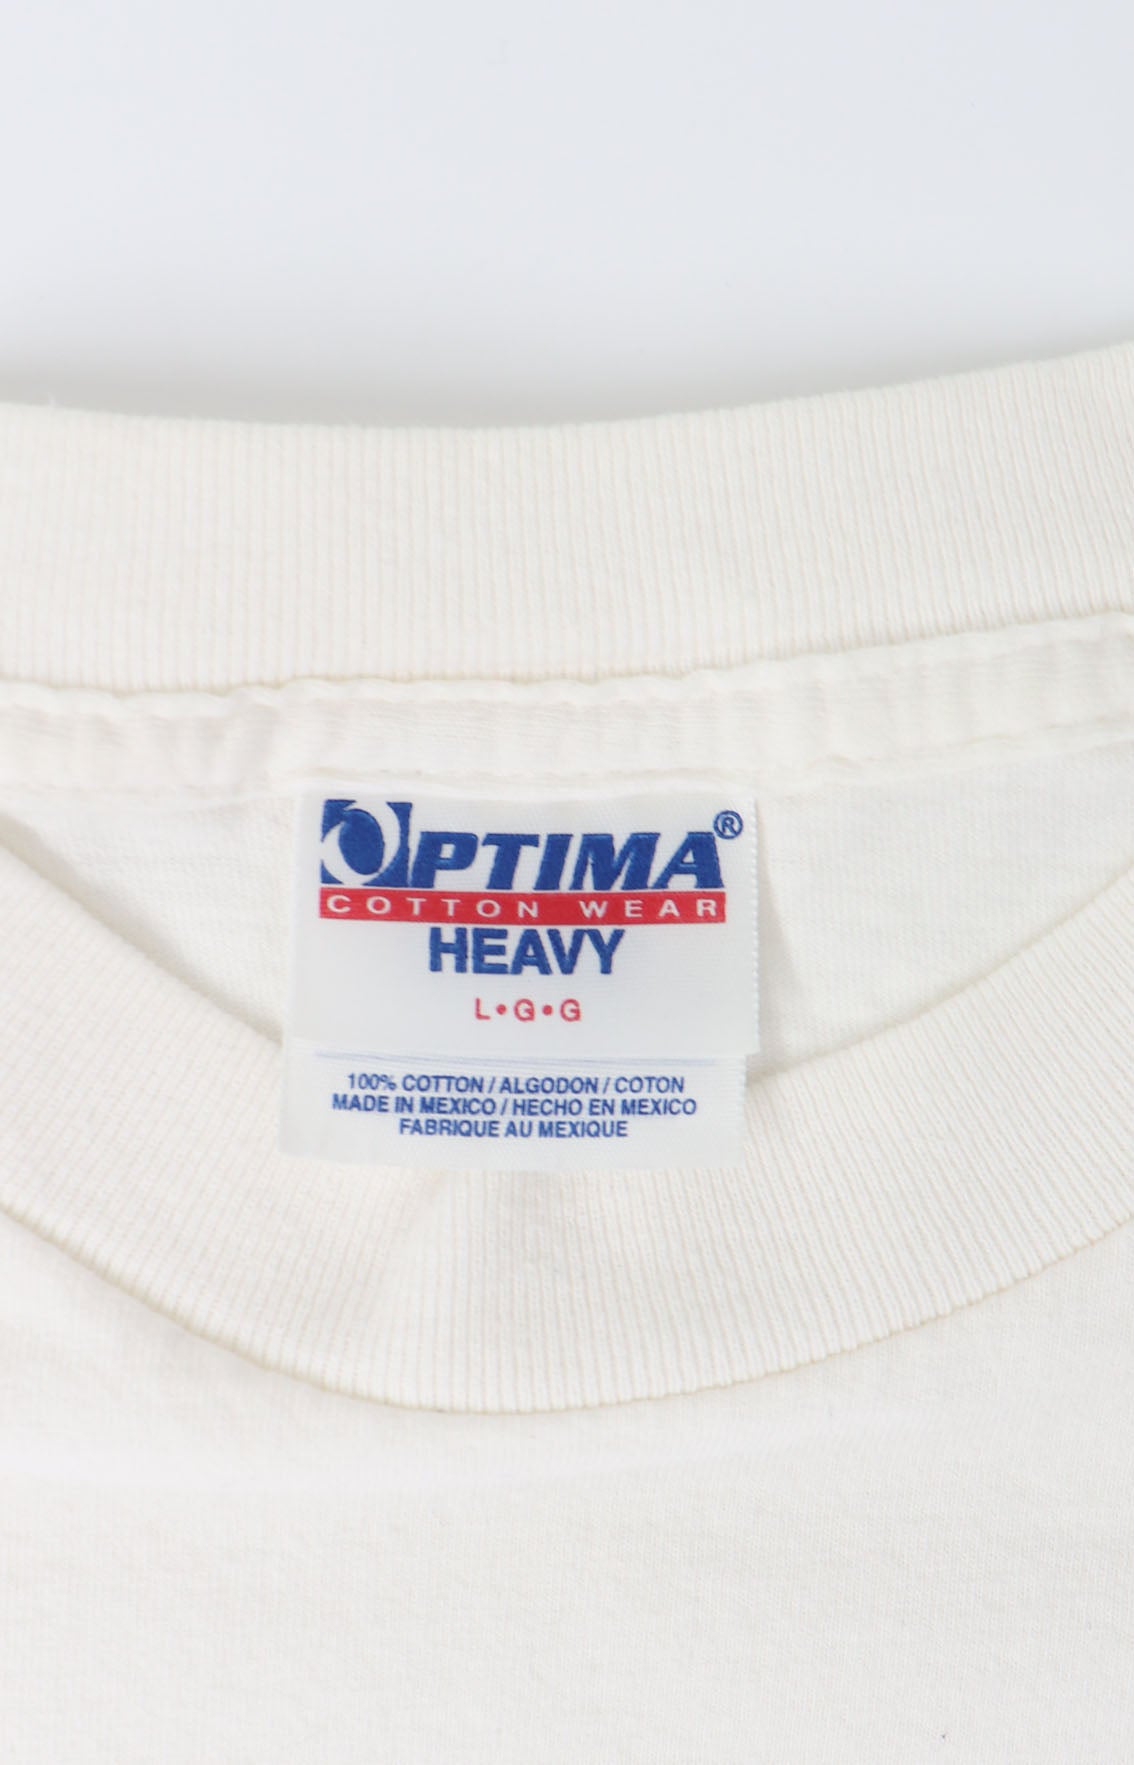 OPTIMA®
COTTON WEAR
HEAVY
L•G•G
100% COTTON / ALGODON / COTON
MADE IN MEXICO / HECHO EN MEXICO
FABRIQUE AU MEXIQUE